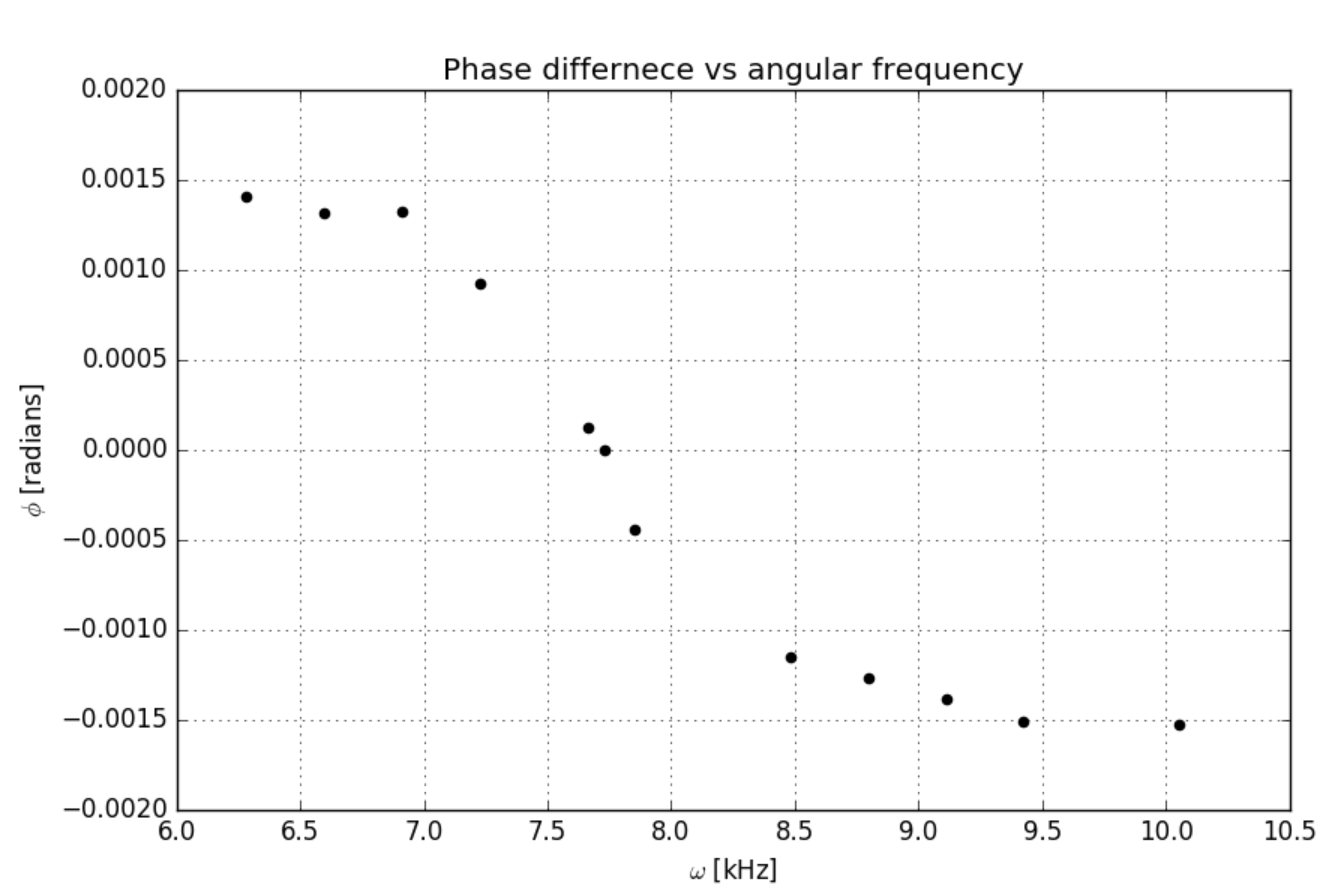 Phase differnece vs angular frequency
0.0020
0.0015
0.0010
0.0005
0.0000
−0.0005
−0.0010
−0.0015
−0.0020
ϕ [radians]
6.0 6.5 7.0 7.5 8.0 8.5 9.0 9.5 10.0 10.5
ω [kHz]